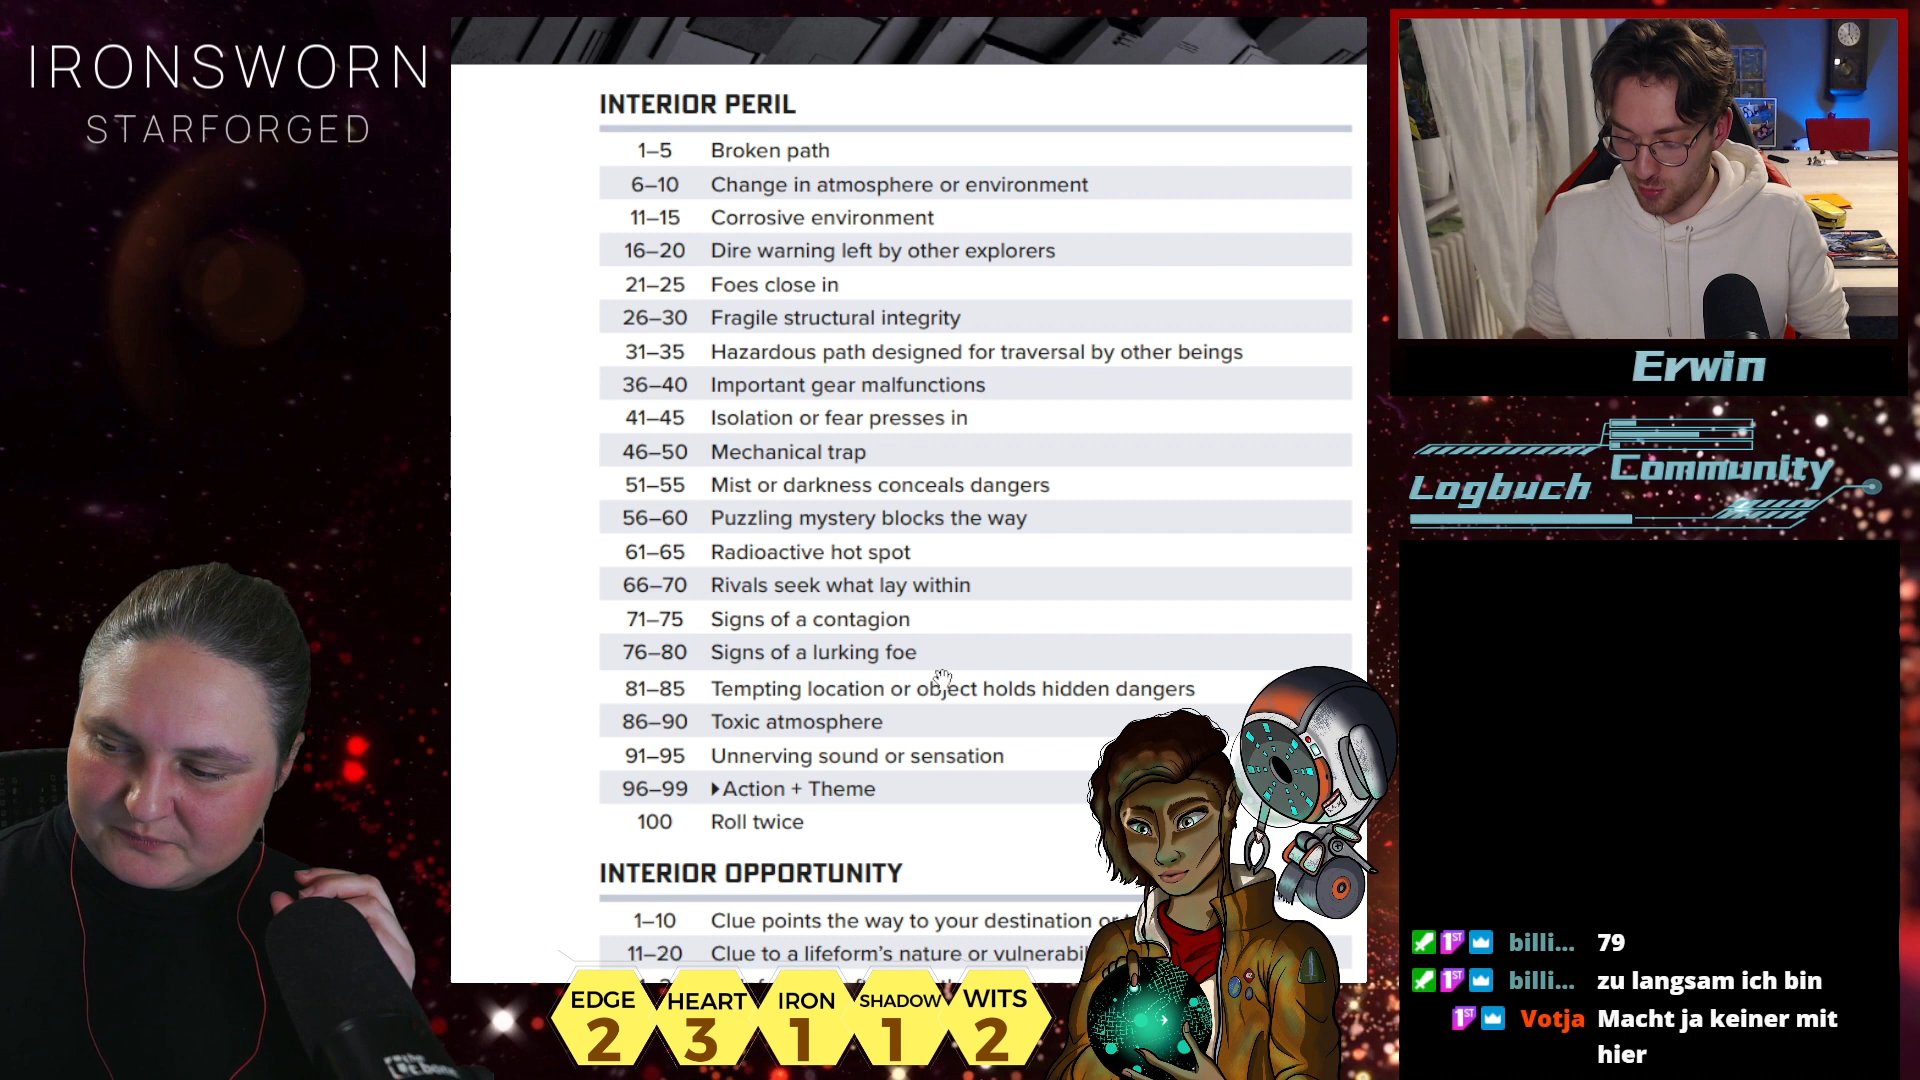 IRONSWORN
STARFORGED
INTERIOR PERIL
1–5 Broken path
6–10 Change in atmosphere or environment
11–15 Corrosive environment
16–20 Dire warning left by other explorers
21–25 Foes close in
26–30 Fragile structural integrity
31–35 Hazardous path designed for traversal by other beings
36–40 Important gear malfunctions
41–45 Isolation or fear presses in
46–50 Mechanical trap
51–55 Mist or darkness conceals dangers
56–60 Puzzling mystery blocks the way
61–65 Radioactive hot spot
66–70 Rivals seek what lay within
71–75 Signs of a contagion
76–80 Signs of a lurking foe
81–85 Tempting location or object holds hidden dangers
86–90 Toxic atmosphere
91–95 Unnerving sound or sensation
96–99 Action + Theme
100 Roll twice
INTERIOR OPPORTUNITY
1–10 Clue points the way to your destination or
11–20 Clue to a lifeform's nature or
EDGE
2
HEART
3
IRON
1
SHADOW
1
WITS
2
Erwin
Logbuch Community
billi... 79
billi... zu langsam ich bin
Votja Macht ja keiner mit
hier